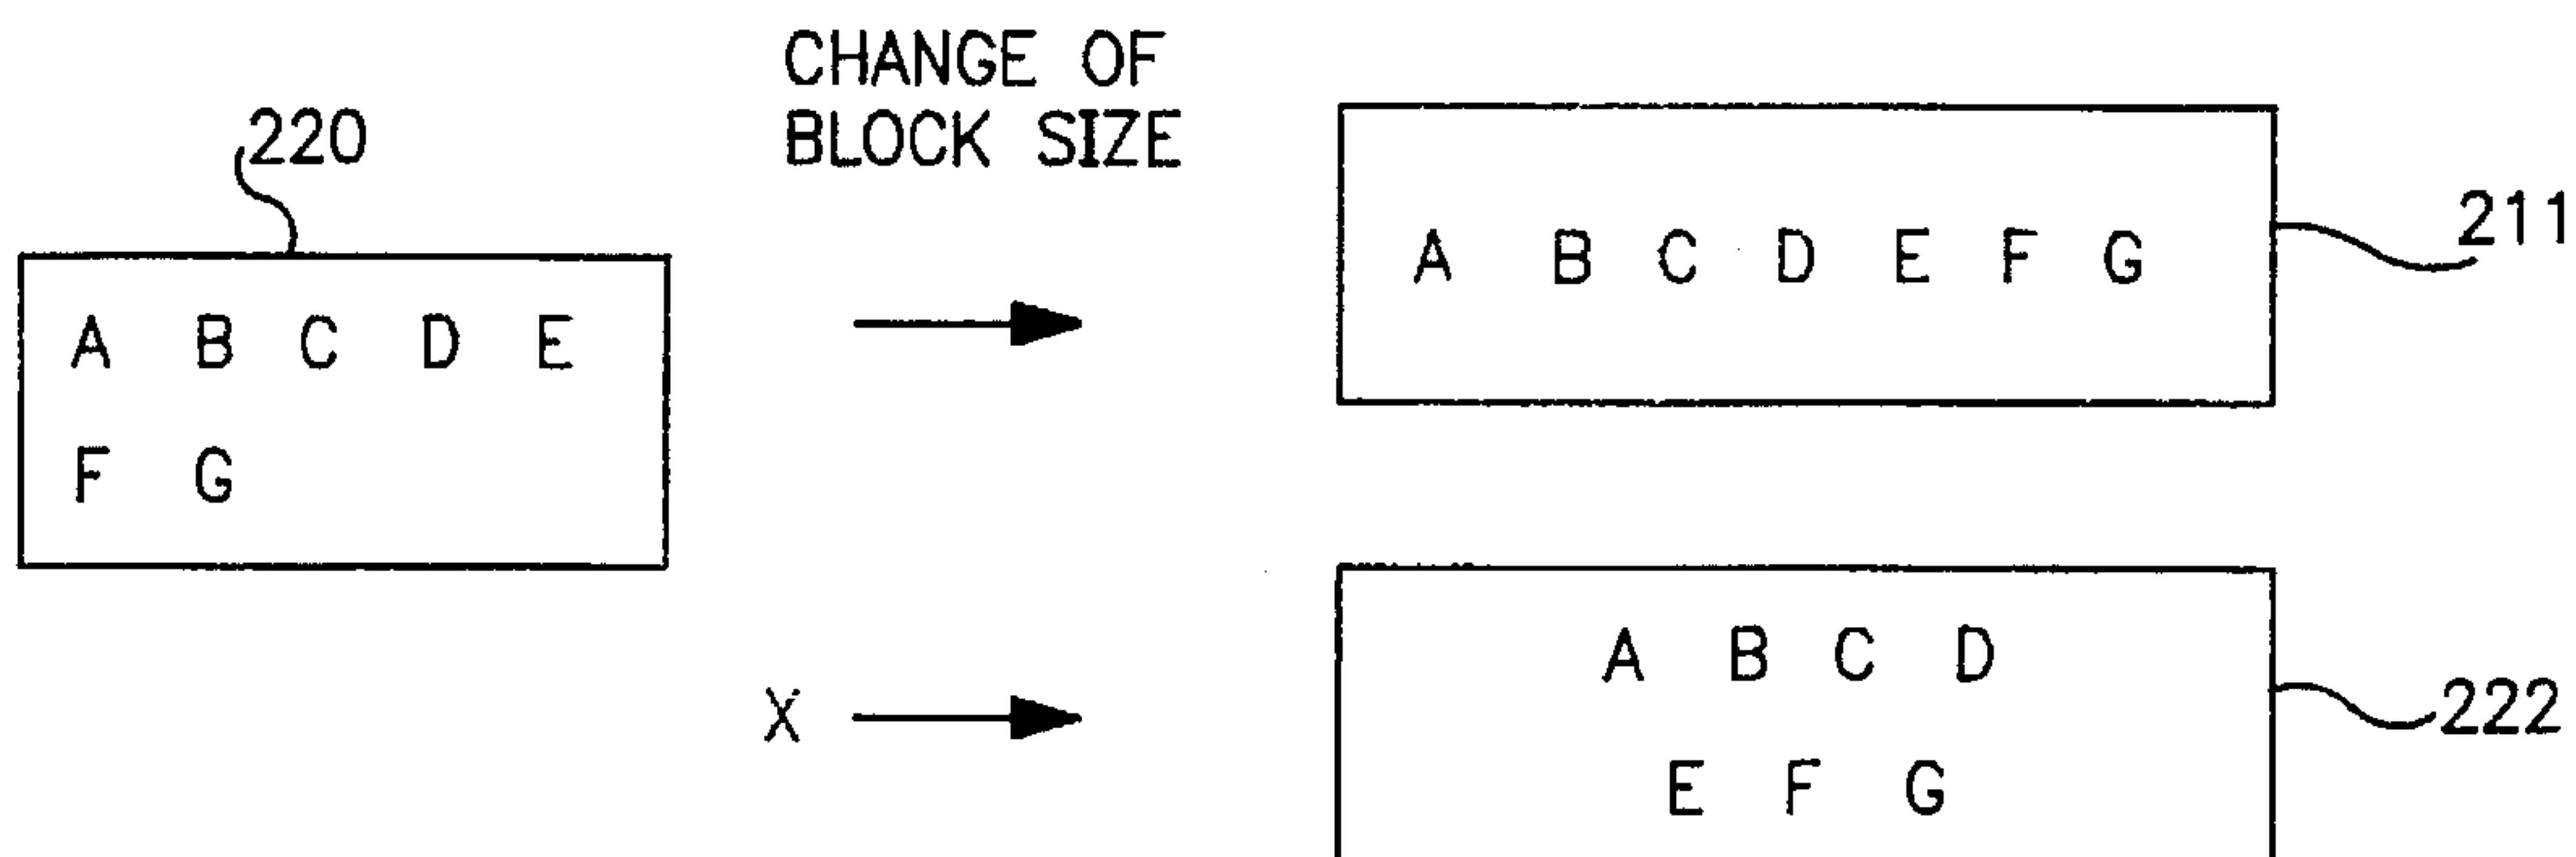 CHANGE OF
BLOCK SIZE
220
A B C D E
F G
A B C D E F G
211
X
A B C D
E F G
222